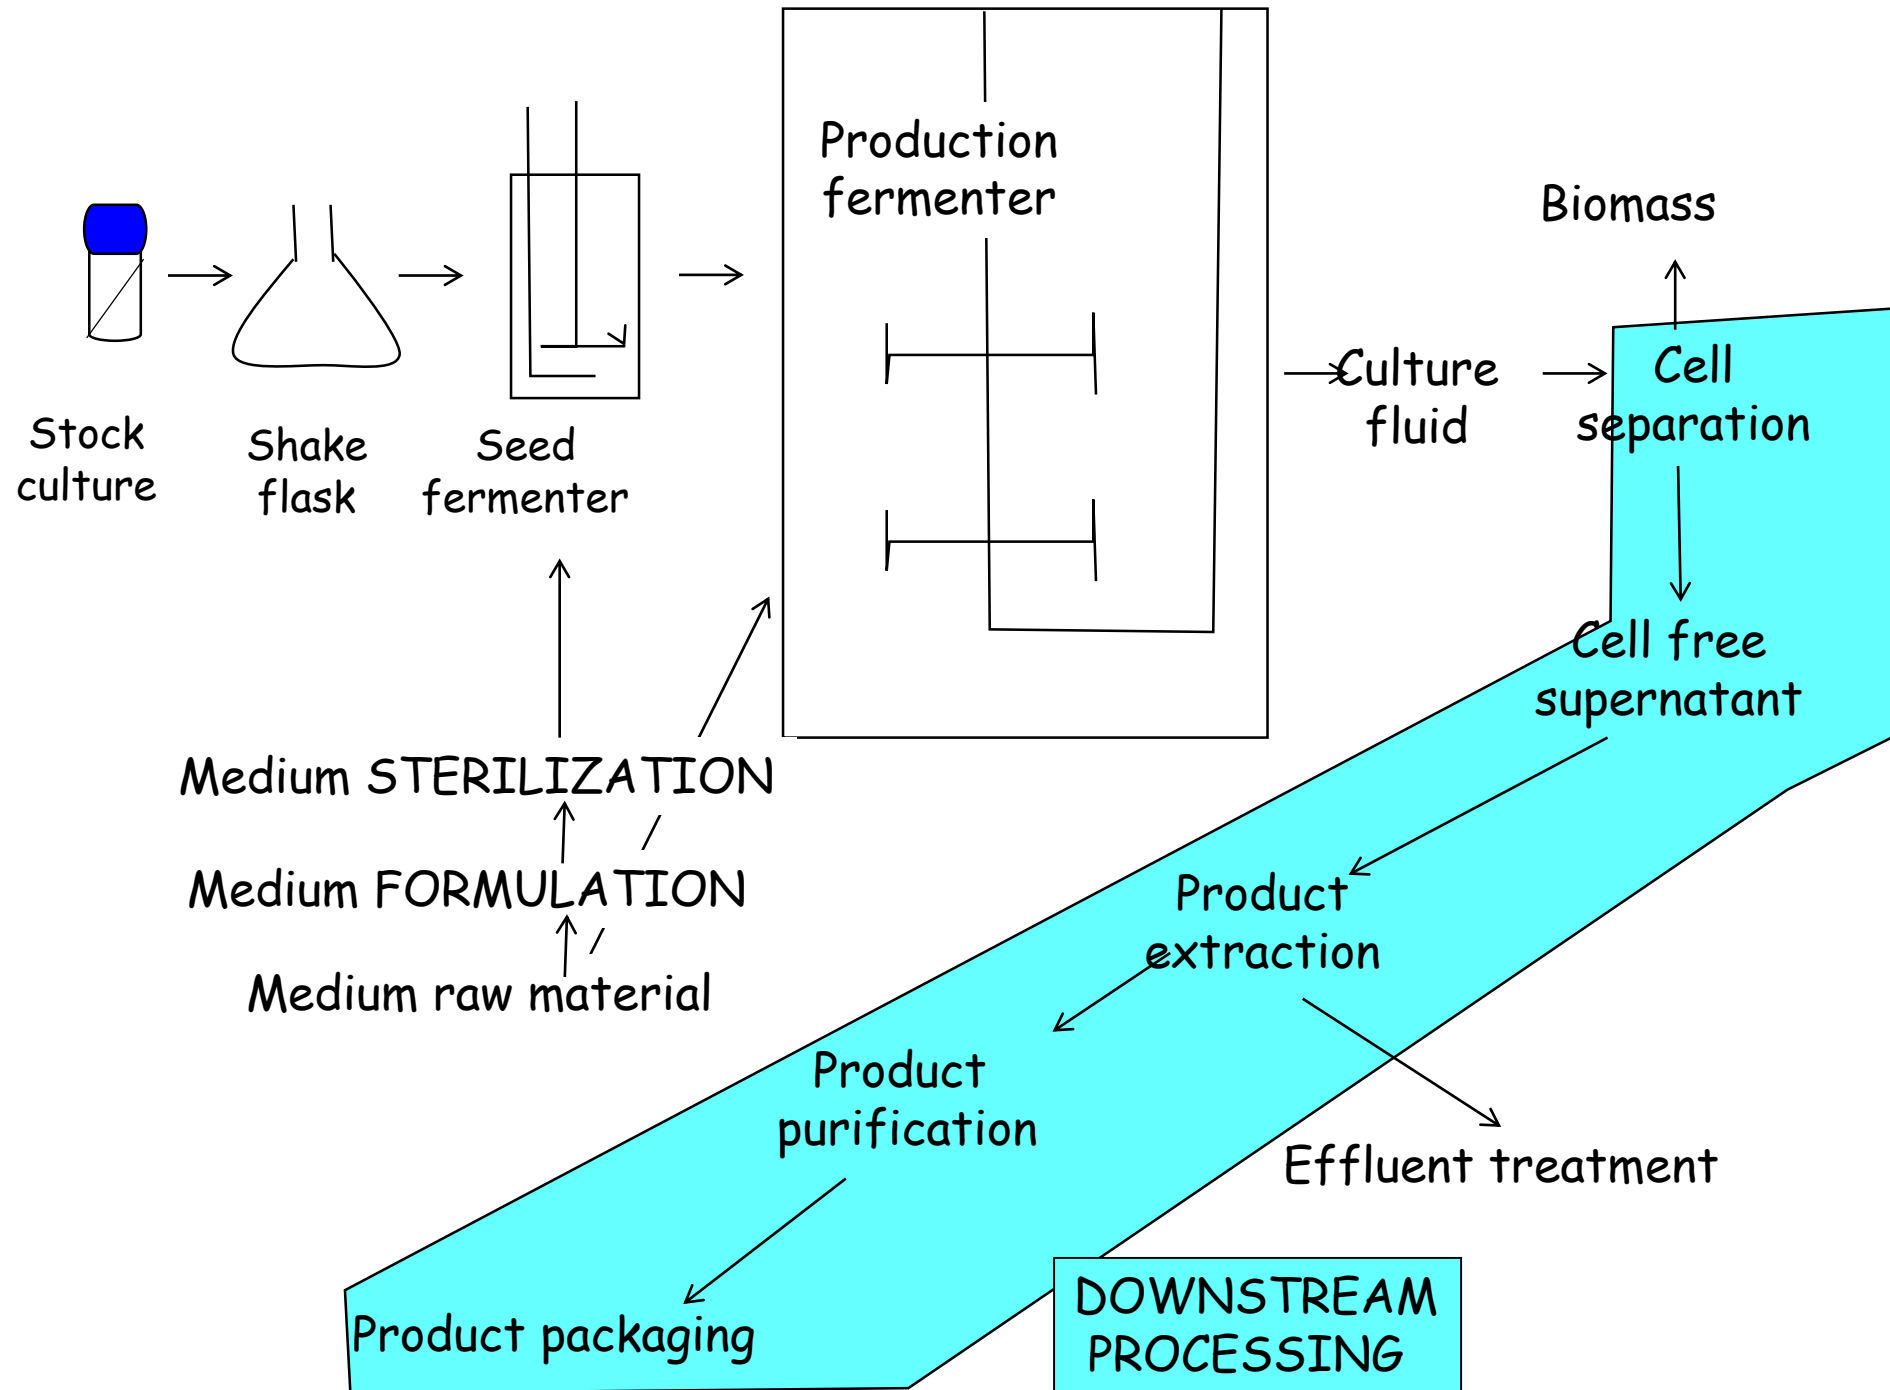 Production
fermenter
Biomass
Stock
culture
Shake
flask
Seed
fermenter
Culture
fluid
Cell
separation
Cell free
supernatant
Medium STERILIZATION
Medium FORMULATION
Medium raw material
Product
extraction
Product
purification
Effluent treatment
Product packaging
DOWNSTREAM
PROCESSING